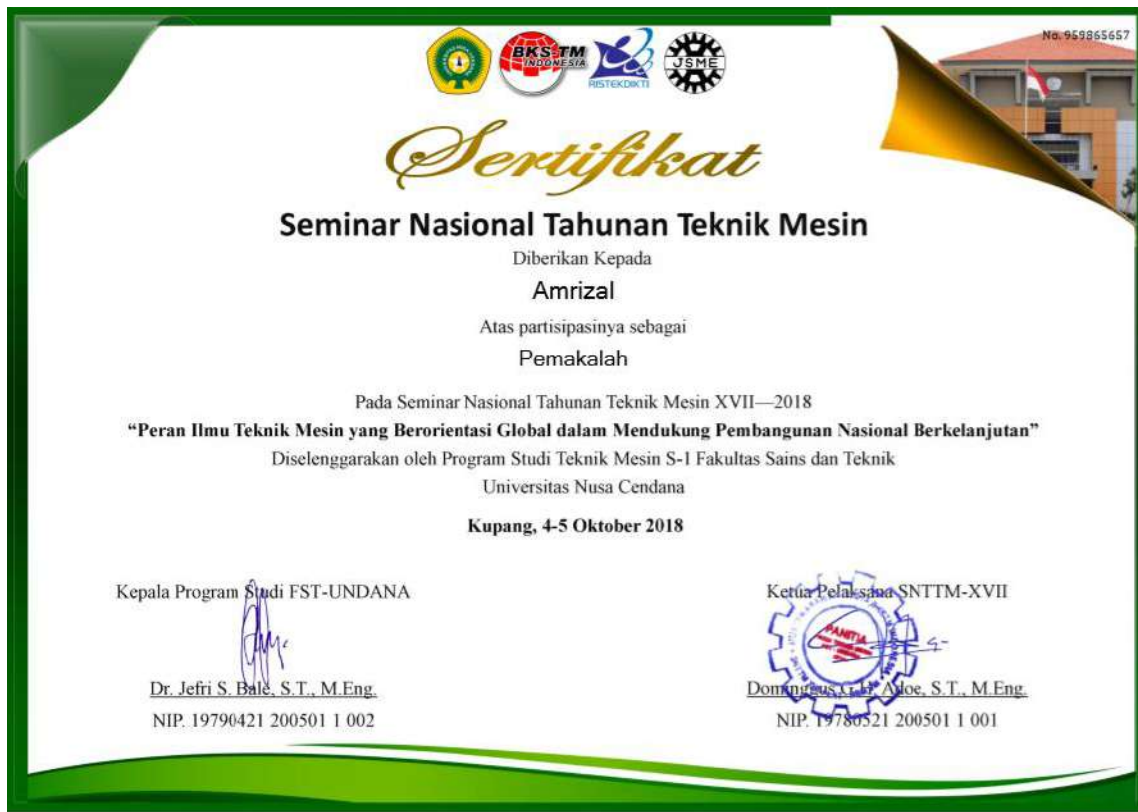 No. 959865657
BKS-TM
INDONESIA
RISTEKDIKTI
JSME
Sertifikat
Seminar Nasional Tahunan Teknik Mesin
Diberikan Kepada
Amrizal
Atas partisipasinya sebagai
Pemakalah
Pada Seminar Nasional Tahunan Teknik Mesin XVII—2018
“Peran Ilmu Teknik Mesin yang Berorientasi Global dalam Mendukung Pembangunan Nasional Berkelanjutan”
Diselenggarakan oleh Program Studi Teknik Mesin S-1 Fakultas Sains dan Teknik
Universitas Nusa Cendana
Kupang, 4-5 Oktober 2018
Kepala Program Studi FST-UNDANA
Dr. Jefri S. Bale, S.T., M.Eng.
NIP. 19790421 200501 1 002
Ketua Pelaksana SNTTM-XVII
PANITIA
Dominggus G.H. Adoe, S.T., M.Eng.
NIP. 19780521 200501 1 001